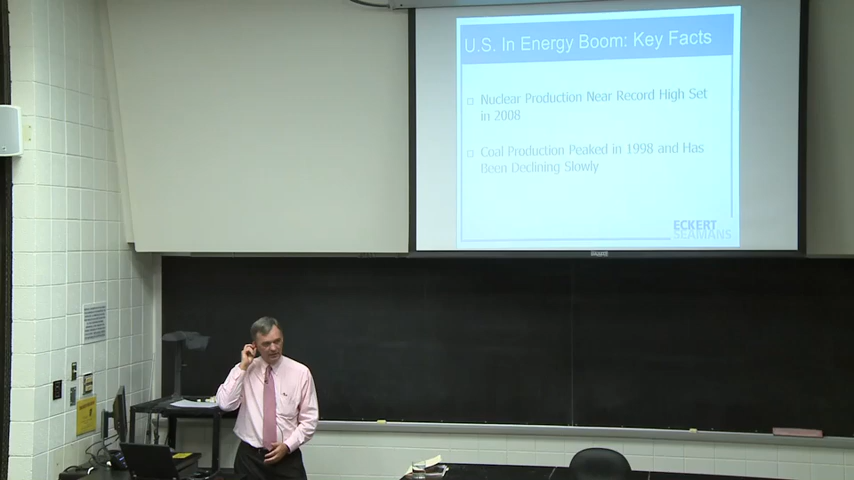 U.S. In Energy Boom: Key Facts
Nuclear Production Near Record High Set
in 2008
Coal Production Peaked in 1998 and Has
Been Declining Slowly
ECKERT
SEAMANS